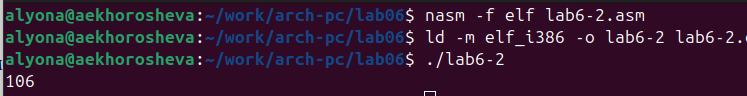 alyona@aekhorosheva:~/work/arch-pc/lab06$ nasm -f elf lab6-2.asm
alyona@aekhorosheva:~/work/arch-pc/lab06$ ld -m elf_i386 -o lab6-2 lab6-2.
alyona@aekhorosheva:~/work/arch-pc/lab06$ ./lab6-2
106